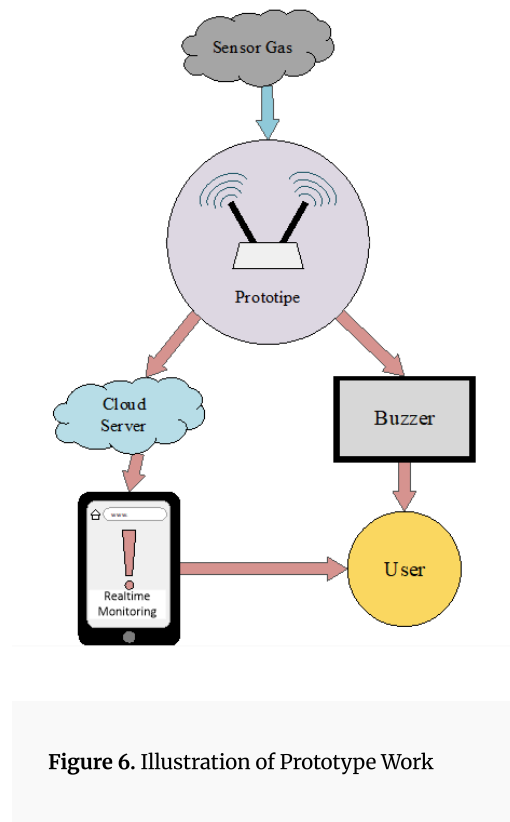 Sensor Gas
Prototipe
Cloud
Server
Buzzer
www.
Realtime
Monitoring
User
Figure 6. Illustration of Prototype Work